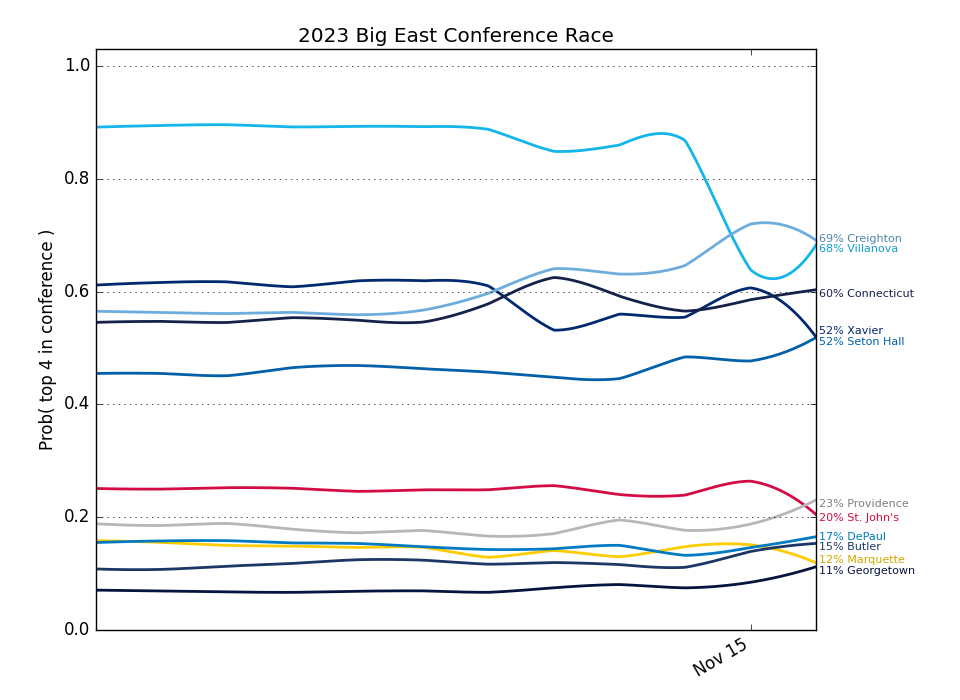 2023 Big East Conference Race
1.0
0.8
0.6
0.4
0.2
0.0
Prob( top 4 in conference )
69% Creighton
68% Villanova
60% Connecticut
52% Xavier
52% Seton Hall
23% Providence
20% St. John's
17% DePaul
15% Butler
12% Marquette
11% Georgetown
Nov 15